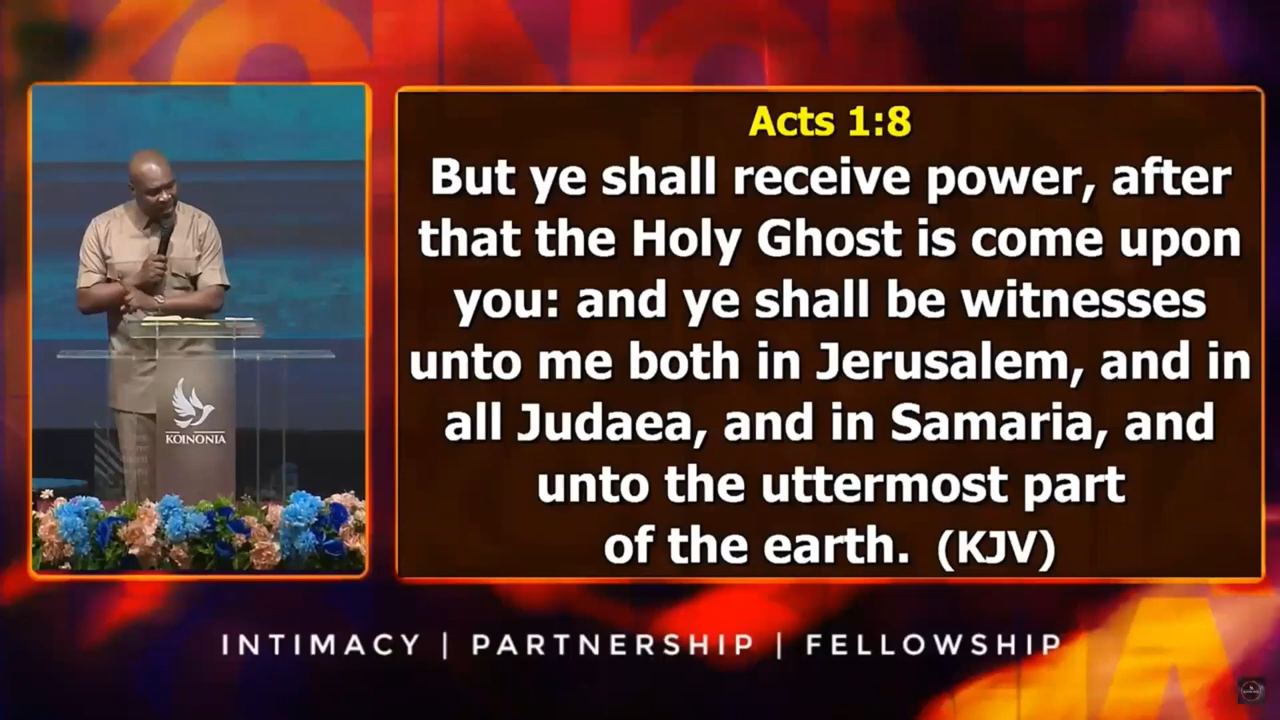 Acts 1:8
But ye shall receive power, after
that the Holy Ghost is come upon
you: and ye shall be witnesses
unto me both in Jerusalem, and in
all Judaea, and in Samaria, and
unto the uttermost part
of the earth. (KJV)
KOINONIA
INTIMACY | PARTNERSHIP | FELLOWSHIP